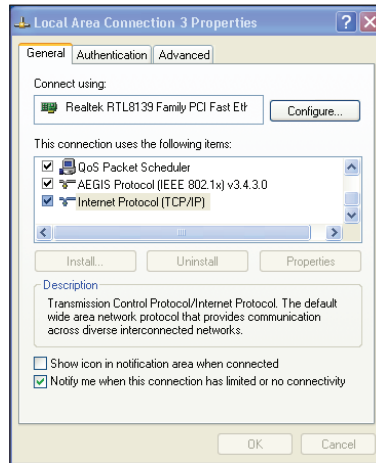 Local Area Connection 3 Properties
General Authentication Advanced
Connect using:
Realtek RTL8139 Family PCI Fast Eth
Configure...
This connection uses the following items:
QoS Packet Scheduler
AEGIS Protocol (IEEE 802.1x) v3.4.3.0
Internet Protocol (TCP/IP)
Install... Uninstall Properties
Description
Transmission Control Protocol/Internet Protocol. The default
wide area network protocol that provides communication
across diverse interconnected networks.
Show icon in notification area when connected
Notify me when this connection has limited or no connectivity
OK Cancel